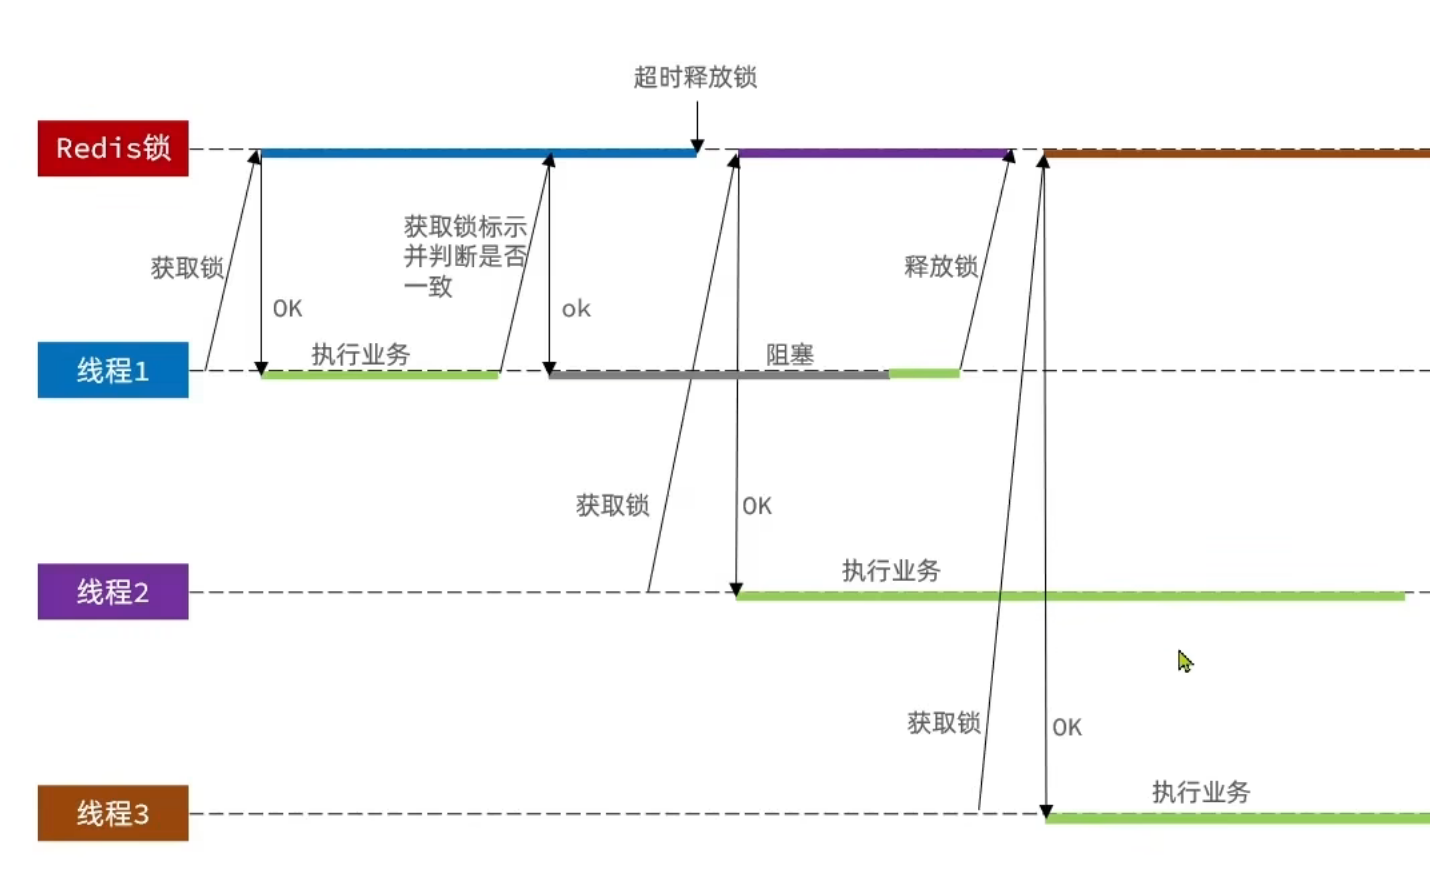 超时释放锁
Redis锁
获取锁标示
并判断是否
一致
获取锁
释放锁
OK
ok
线程1
执行业务
阻塞
获取锁
OK
执行业务
线程2
获取锁
OK
执行业务
线程3